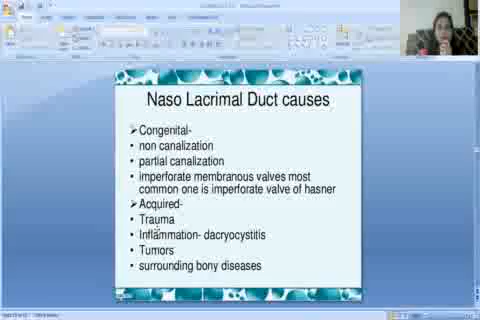 Naso Lacrimal Duct causes
➢Congenital-
• non canalization
• partial canalization
• imperforate membranous valves most
common one is imperforate valve of hasner
➢Acquired-
• Trauma
• Inflammation- dacryocystitis
• Tumors
• surrounding bony diseases